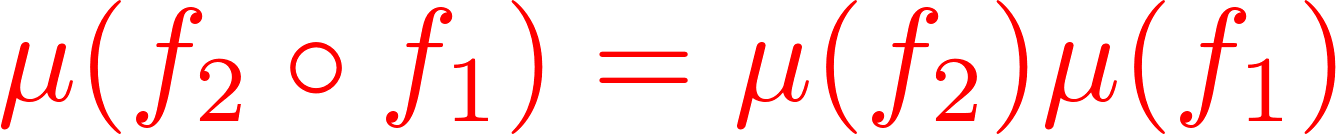 μ(f₂ ∘ f₁) = μ(f₂)μ(f₁)